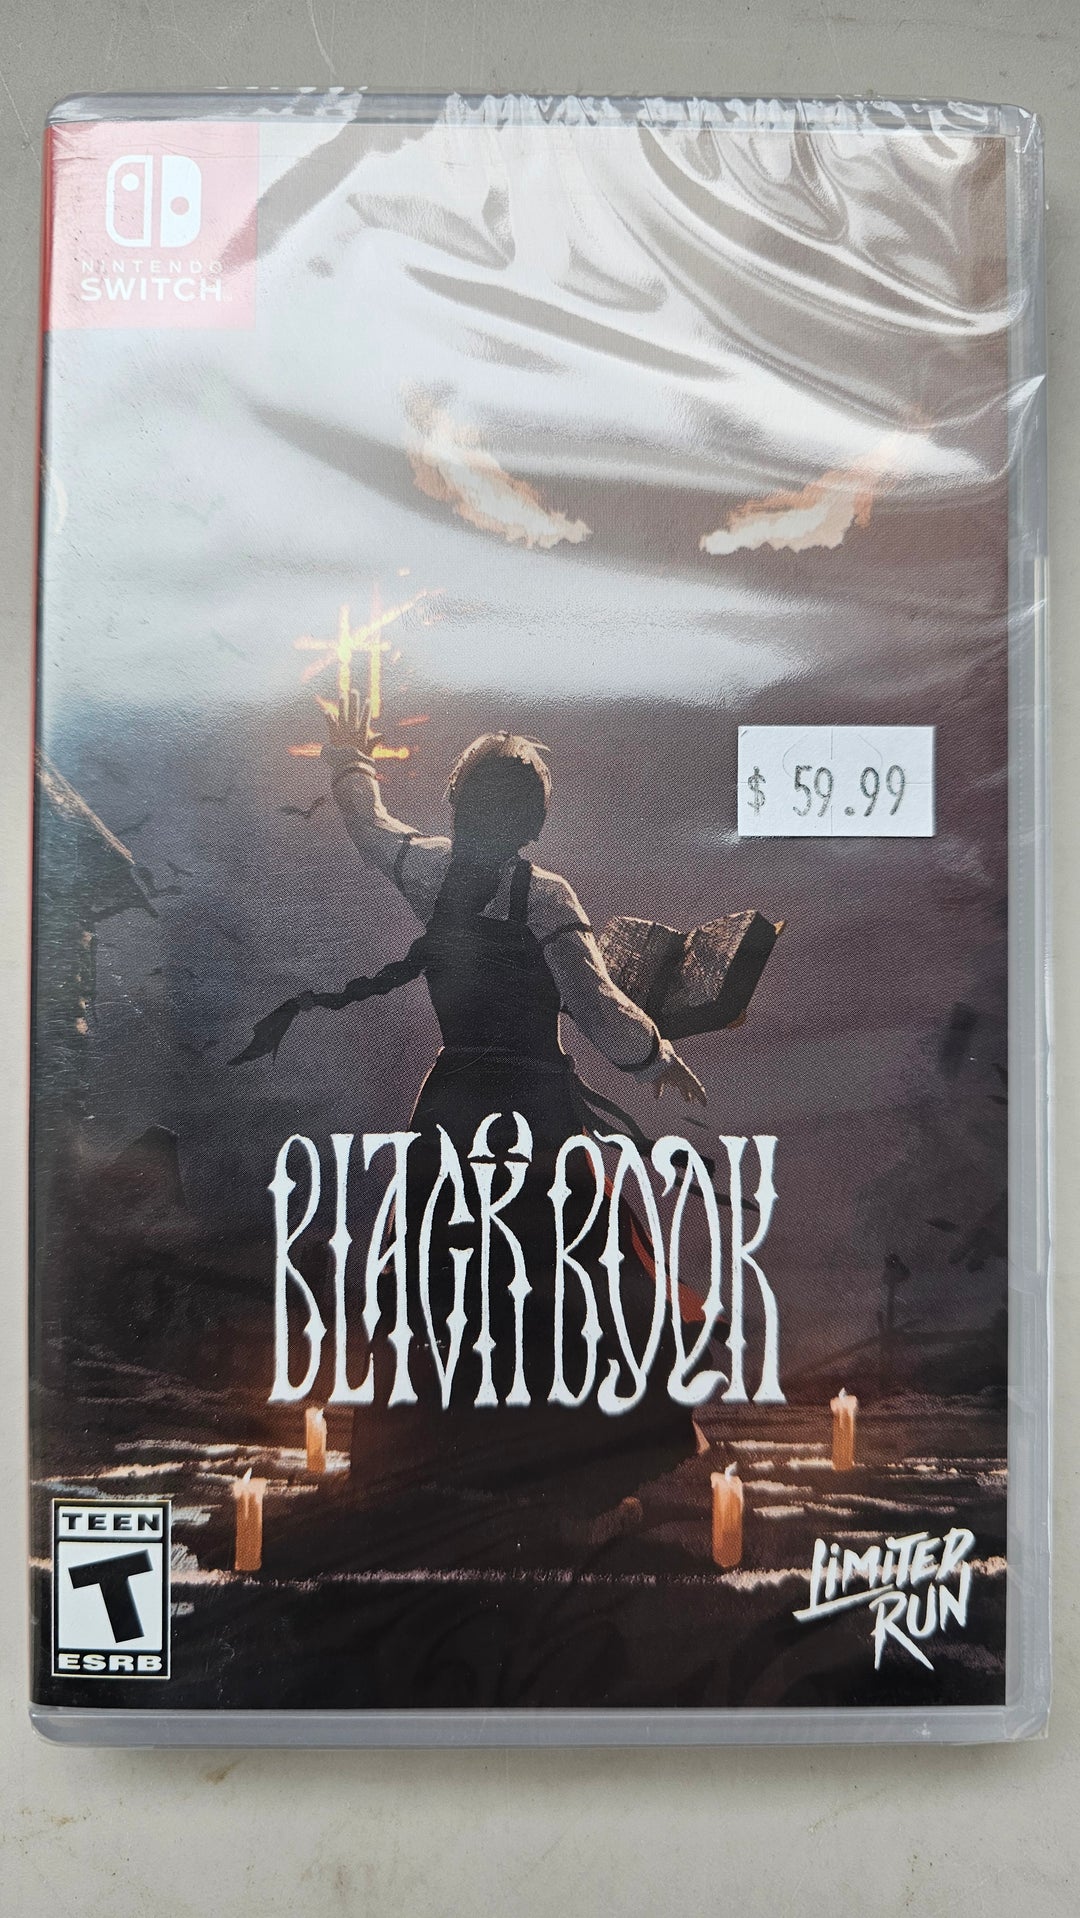 NINTENDO
SWITCH
$ 59.99
BLACK BOOK
TEEN
T
ESRB
LIMITED
RUN